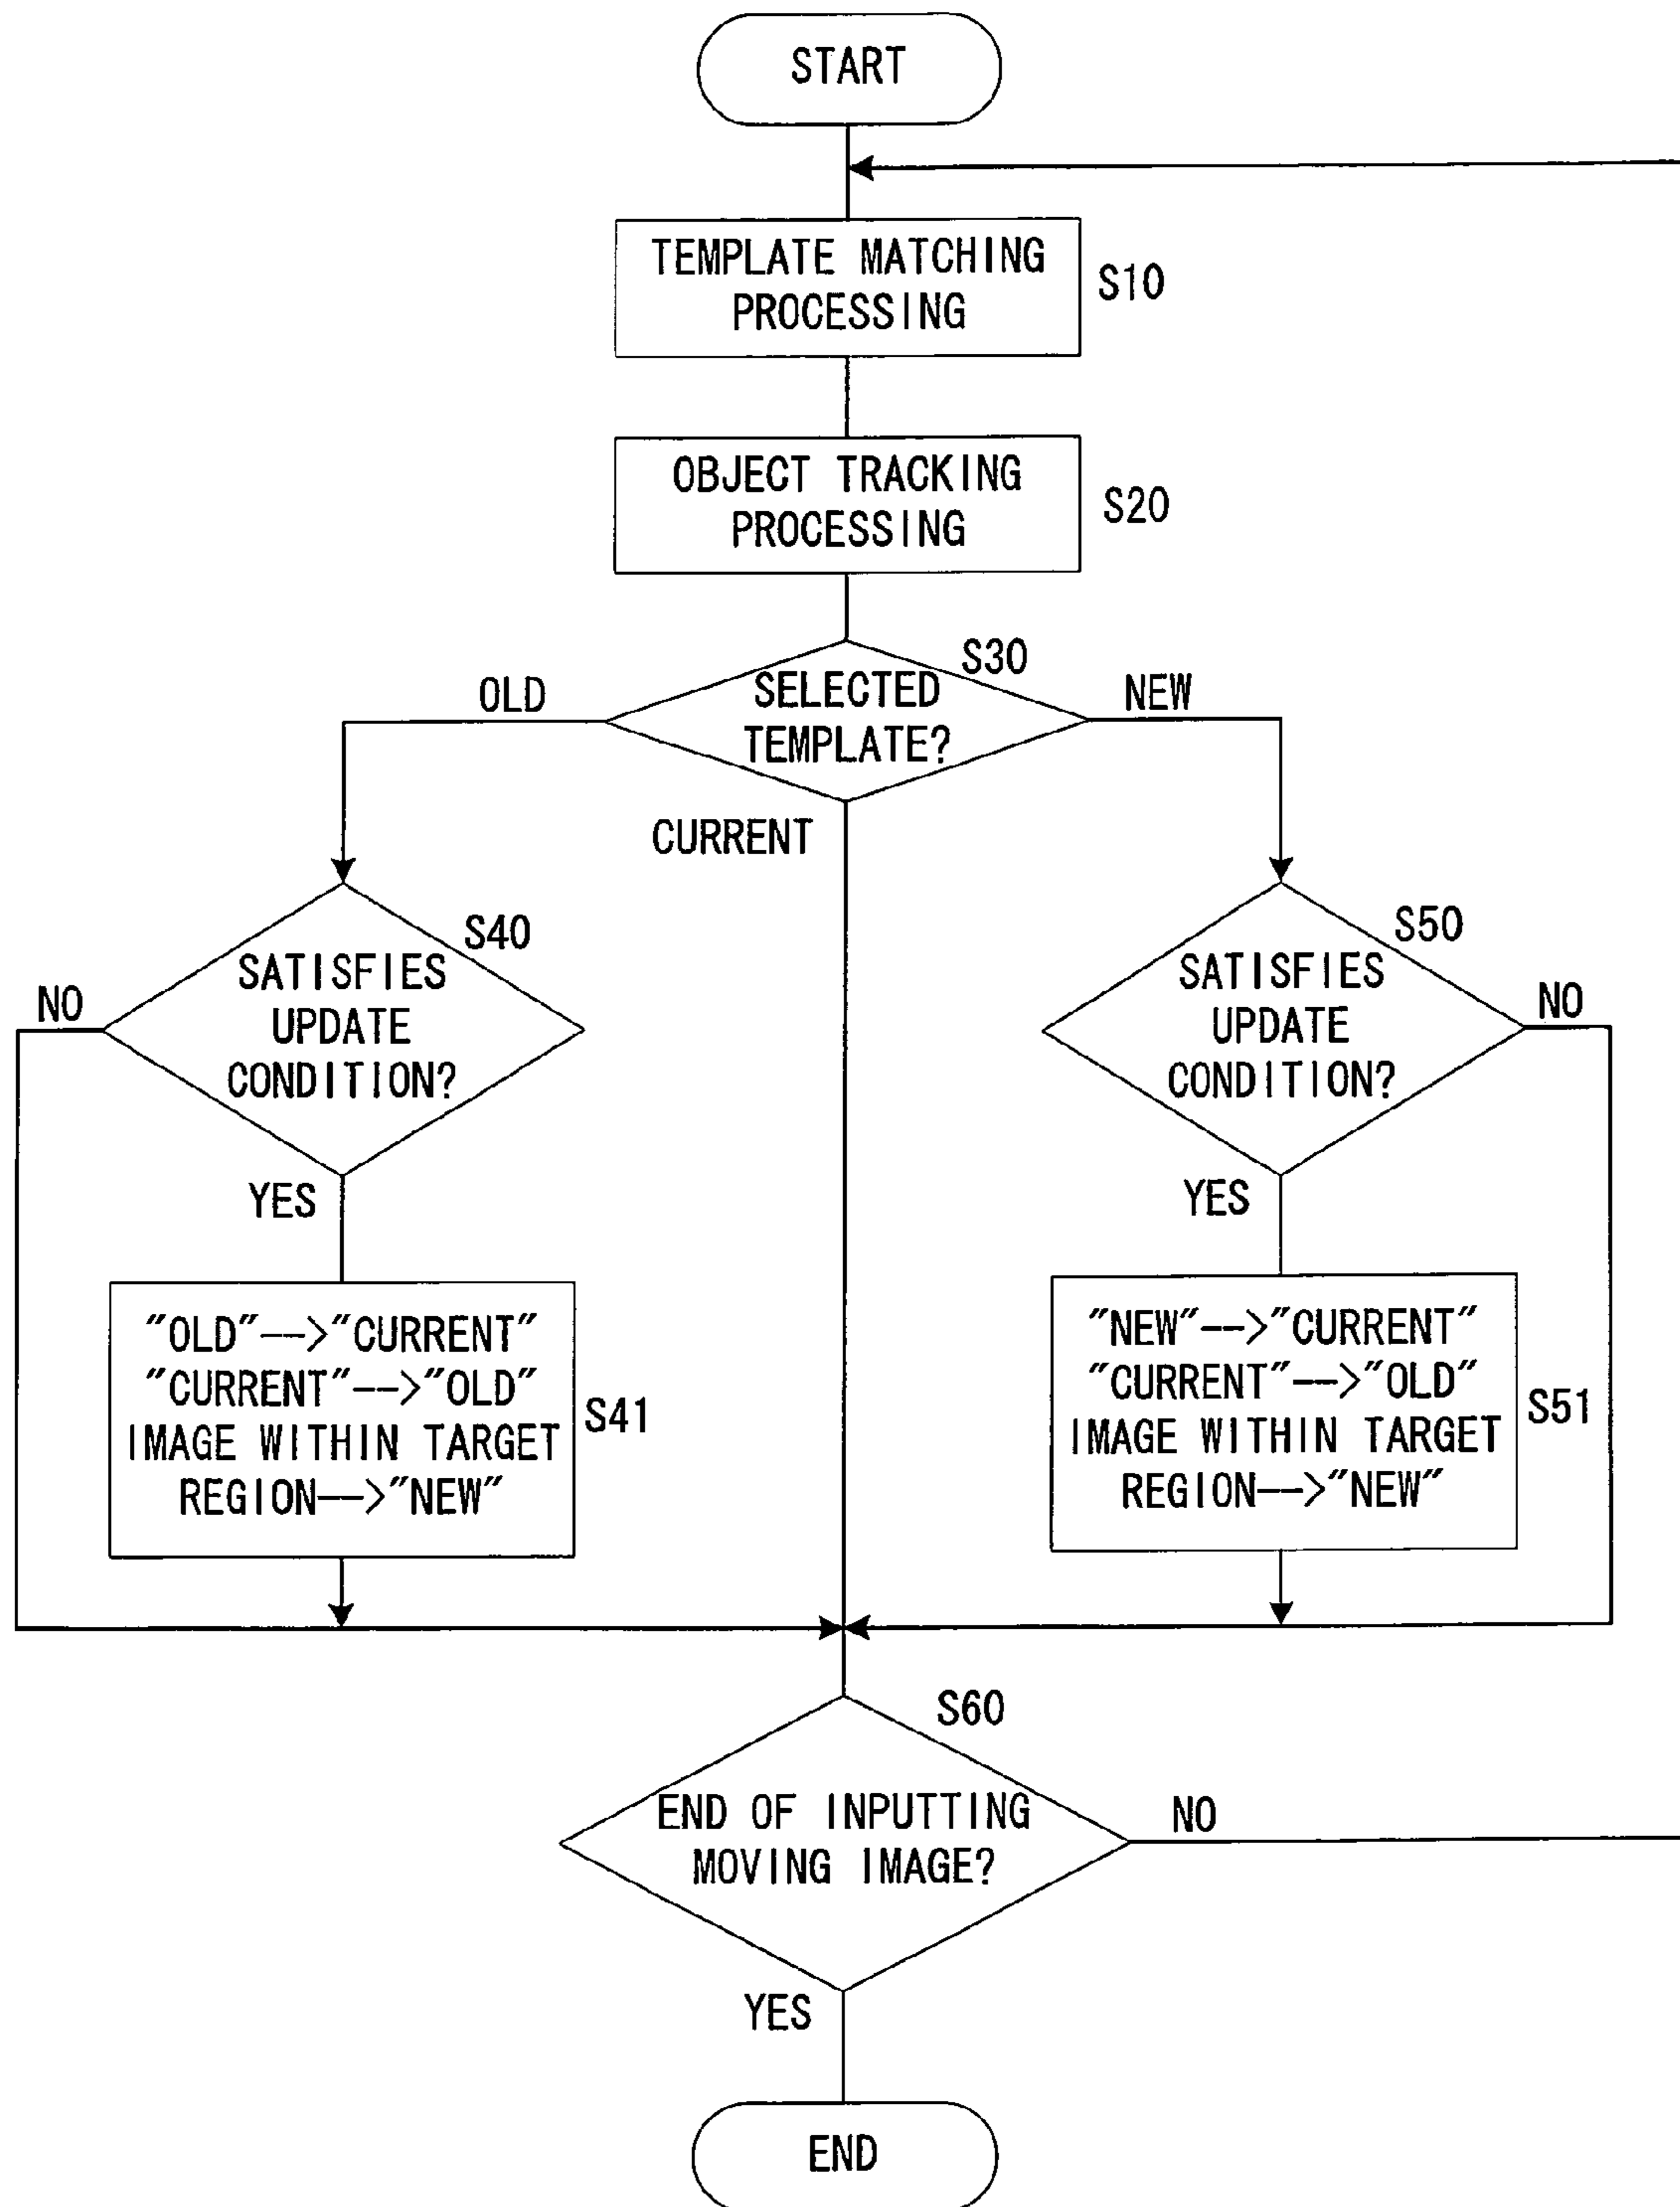 START
TEMPLATE MATCHING
PROCESSING
S10
OBJECT TRACKING
PROCESSING
S20
S30
SELECTED
TEMPLATE?
OLD
NEW
CURRENT
S40
SATISFIES
UPDATE
CONDITION?
NO
YES
S50
SATISFIES
UPDATE
CONDITION?
NO
YES
"OLD"-->"CURRENT"
"CURRENT"-->"OLD"
IMAGE WITHIN TARGET
REGION-->"NEW"
S41
"NEW"-->"CURRENT"
"CURRENT"-->"OLD"
IMAGE WITHIN TARGET
REGION-->"NEW"
S51
S60
END OF INPUTTING
MOVING IMAGE?
NO
YES
END